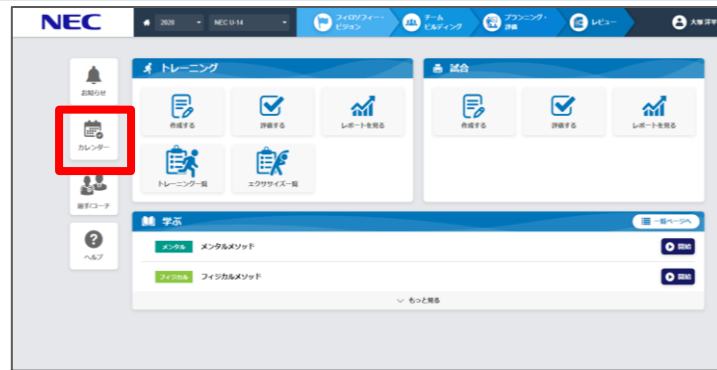 NEC
2020
NEC U-14
フィロソフィー・
ビジョン
チーム
ビルディング
プランニング・
評価
レビュー
大塚 洋平
お知らせ
カレンダー
選手/コーチ
ヘルプ
トレーニング
作成する
評価する
レポートを見る
トレーニング一覧
エクササイズ一覧
試合
作成する
評価する
レポートを見る
学ぶ
一覧ページへ
メンタル メンタルメソッド
開始
フィジカル フィジカルメソッド
開始
もっと見る